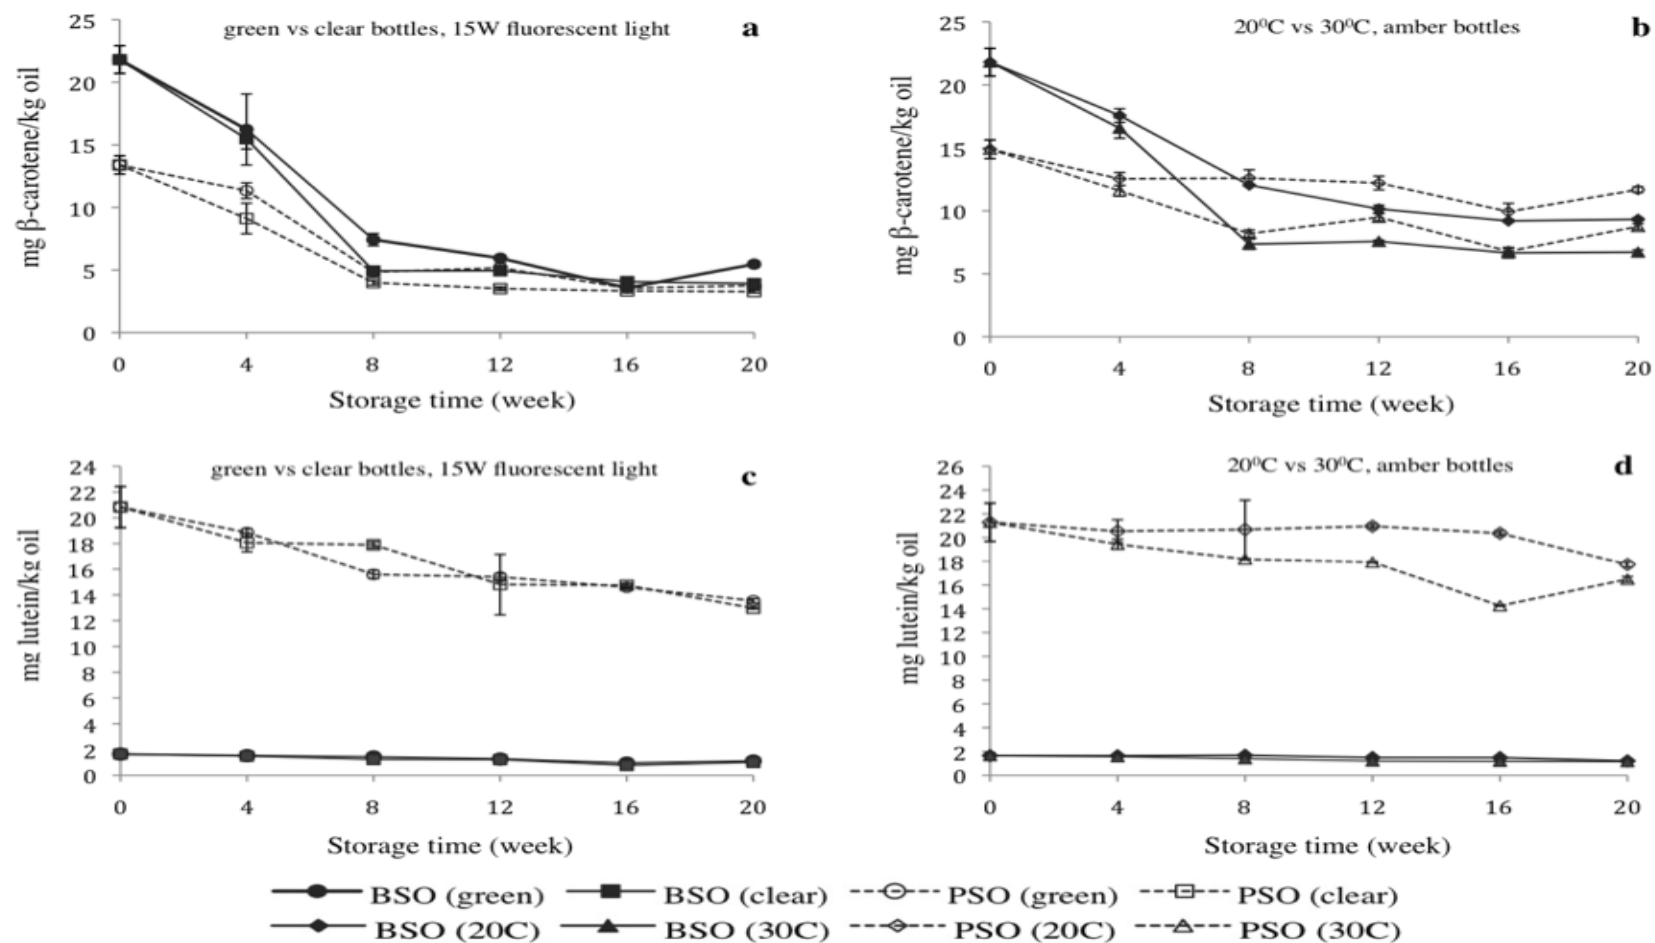 green vs clear bottles, 15W fluorescent light
a
mg β-carotene/kg oil
25
20
15
10
5
0
0 4 8 12 16 20
Storage time (week)
20⁰C vs 30⁰C, amber bottles
b
mg β-carotene/kg oil
25
20
15
10
5
0
0 4 8 12 16 20
Storage time (week)
green vs clear bottles, 15W fluorescent light
c
mg lutein/kg oil
24
22
20
18
16
14
12
10
8
6
4
2
0
0 4 8 12 16 20
Storage time (week)
20⁰C vs 30⁰C, amber bottles
d
mg lutein/kg oil
26
24
22
20
18
16
14
12
10
8
6
4
2
0
0 4 8 12 16 20
Storage time (week)
BSO (green) BSO (clear) PSO (green) PSO (clear)
BSO (20C) BSO (30C) PSO (20C) PSO (30C)